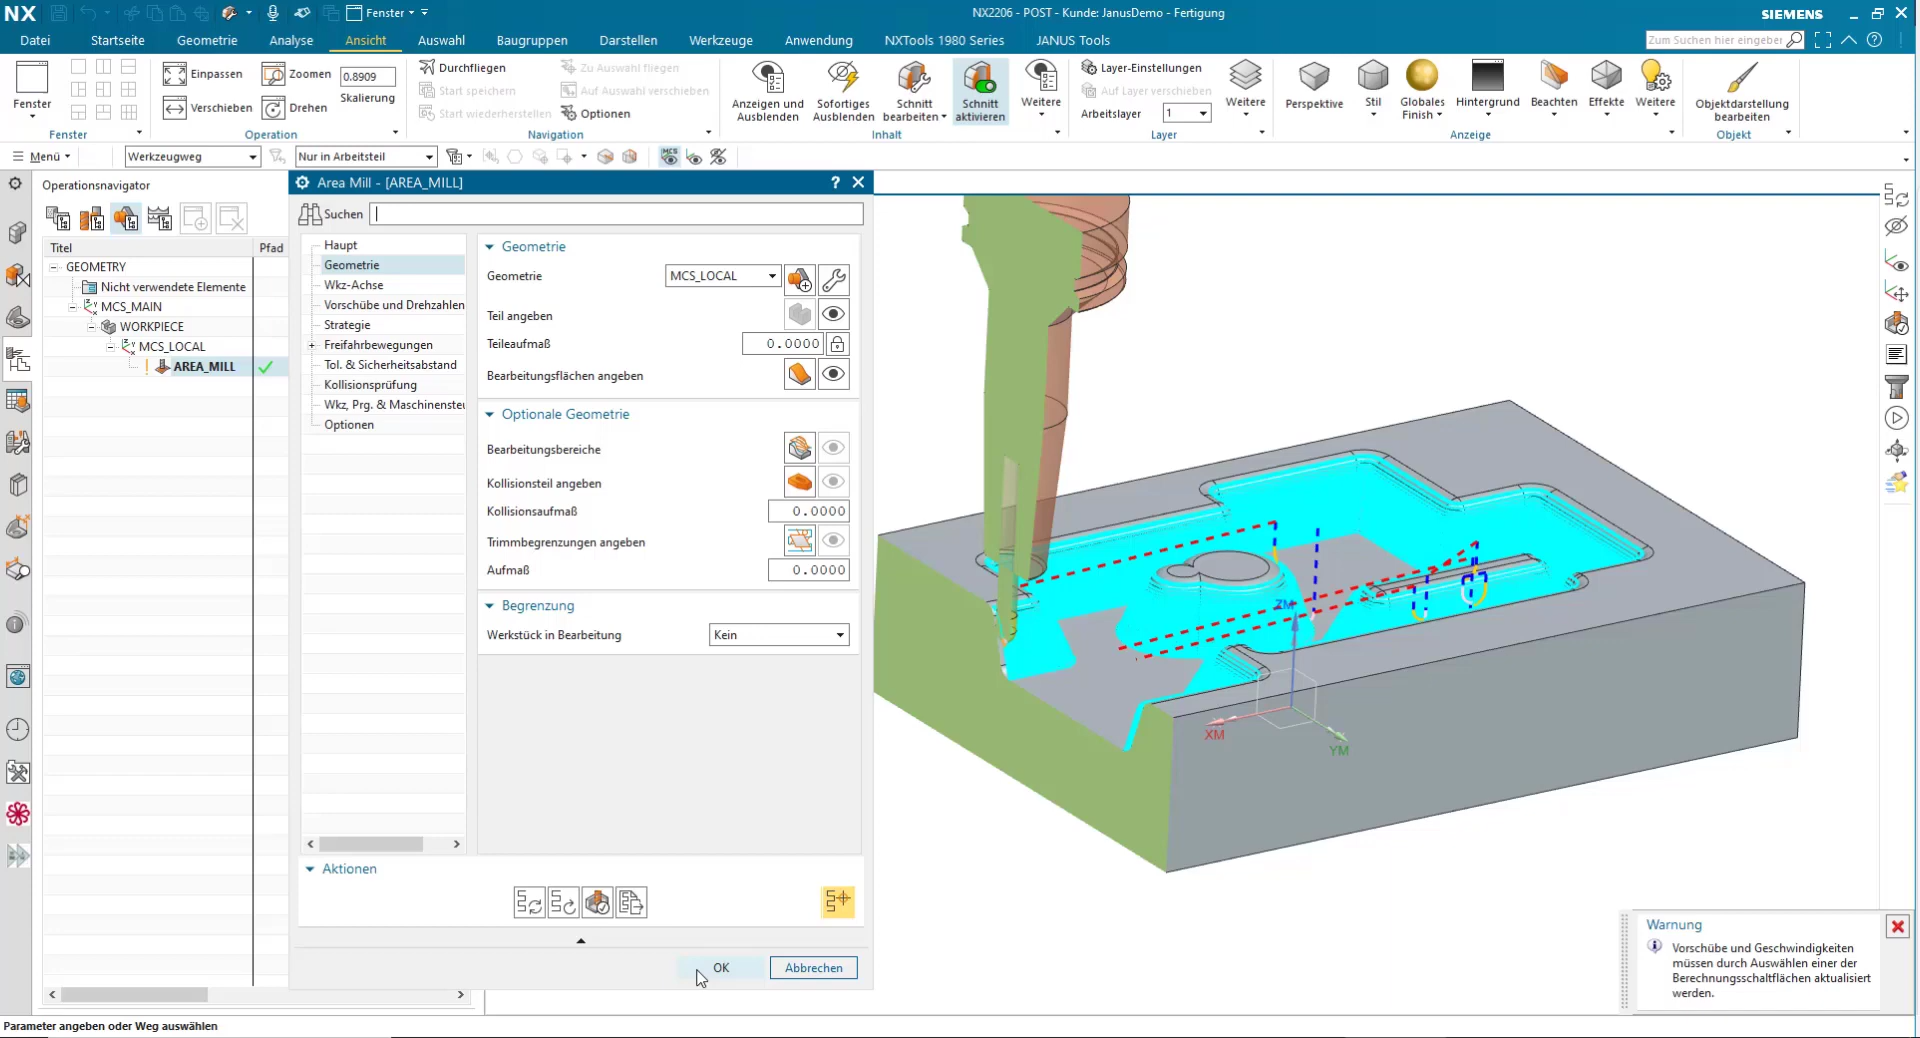 NX
Fenster
NX2206 - POST - Kunde: JanusDemo - Fertigung
SIEMENS
Datei
Startseite
Geometrie
Analyse
Ansicht
Auswahl
Baugruppen
Darstellen
Werkzeuge
Anwendung
NXTools 1980 Series
JANUS Tools
Zum Suchen hier eingeben
Fenster
Einpassen
Zoomen
0.8909
Verschieben
Drehen
Skalierung
Durchfliegen
Start speichern
Start wiederherstellen
Zu Auswahl fliegen
Auf Auswahl verschieben
Optionen
Anzeigen und Ausblenden
Sofortiges Ausblenden
Schnitt bearbeiten
Schnitt aktivieren
Weitere
Layer-Einstellungen
Auf Layer verschieben
Arbeitslayer
1
Weitere
Perspektive
Stil
Globales Finish
Hintergrund
Beachten
Effekte
Weitere
Objektdarstellung bearbeiten
Fenster
Operation
Navigation
Inhalt
Layer
Anzeige
Objekt
Menü
Werkzeugweg
Nur in Arbeitsteil
MCS
Operationsnavigator
Titel
Pfad
GEOMETRY
Nicht verwendete Elemente
MCS_MAIN
WORKPIECE
MCS_LOCAL
AREA_MILL
Area Mill - [AREA_MILL]
?
Suchen
Haupt
Geometrie
Wkz-Achse
Vorschübe und Drehzahlen
Strategie
Freifahrbewegungen
Tol. & Sicherheitsabstand
Kollisionsprüfung
Wkz, Prg. & Maschinensteu
Optionen
Geometrie
Geometrie
MCS_LOCAL
Teil angeben
Teileaufmaß
0.0000
Bearbeitungsflächen angeben
Optionale Geometrie
Bearbeitungsbereiche
Kollisionsteil angeben
Kollisionsaufmaß
0.0000
Trimmbegrenzungen angeben
Aufmaß
0.0000
Begrenzung
Werkstück in Bearbeitung
Kein
Aktionen
OK
Abbrechen
ZM
XM
YM
Warnung
Vorschübe und Geschwindigkeiten
müssen durch Auswählen einer der
Berechnungsschaltflächen aktualisiert
werden.
Parameter angeben oder Weg auswählen